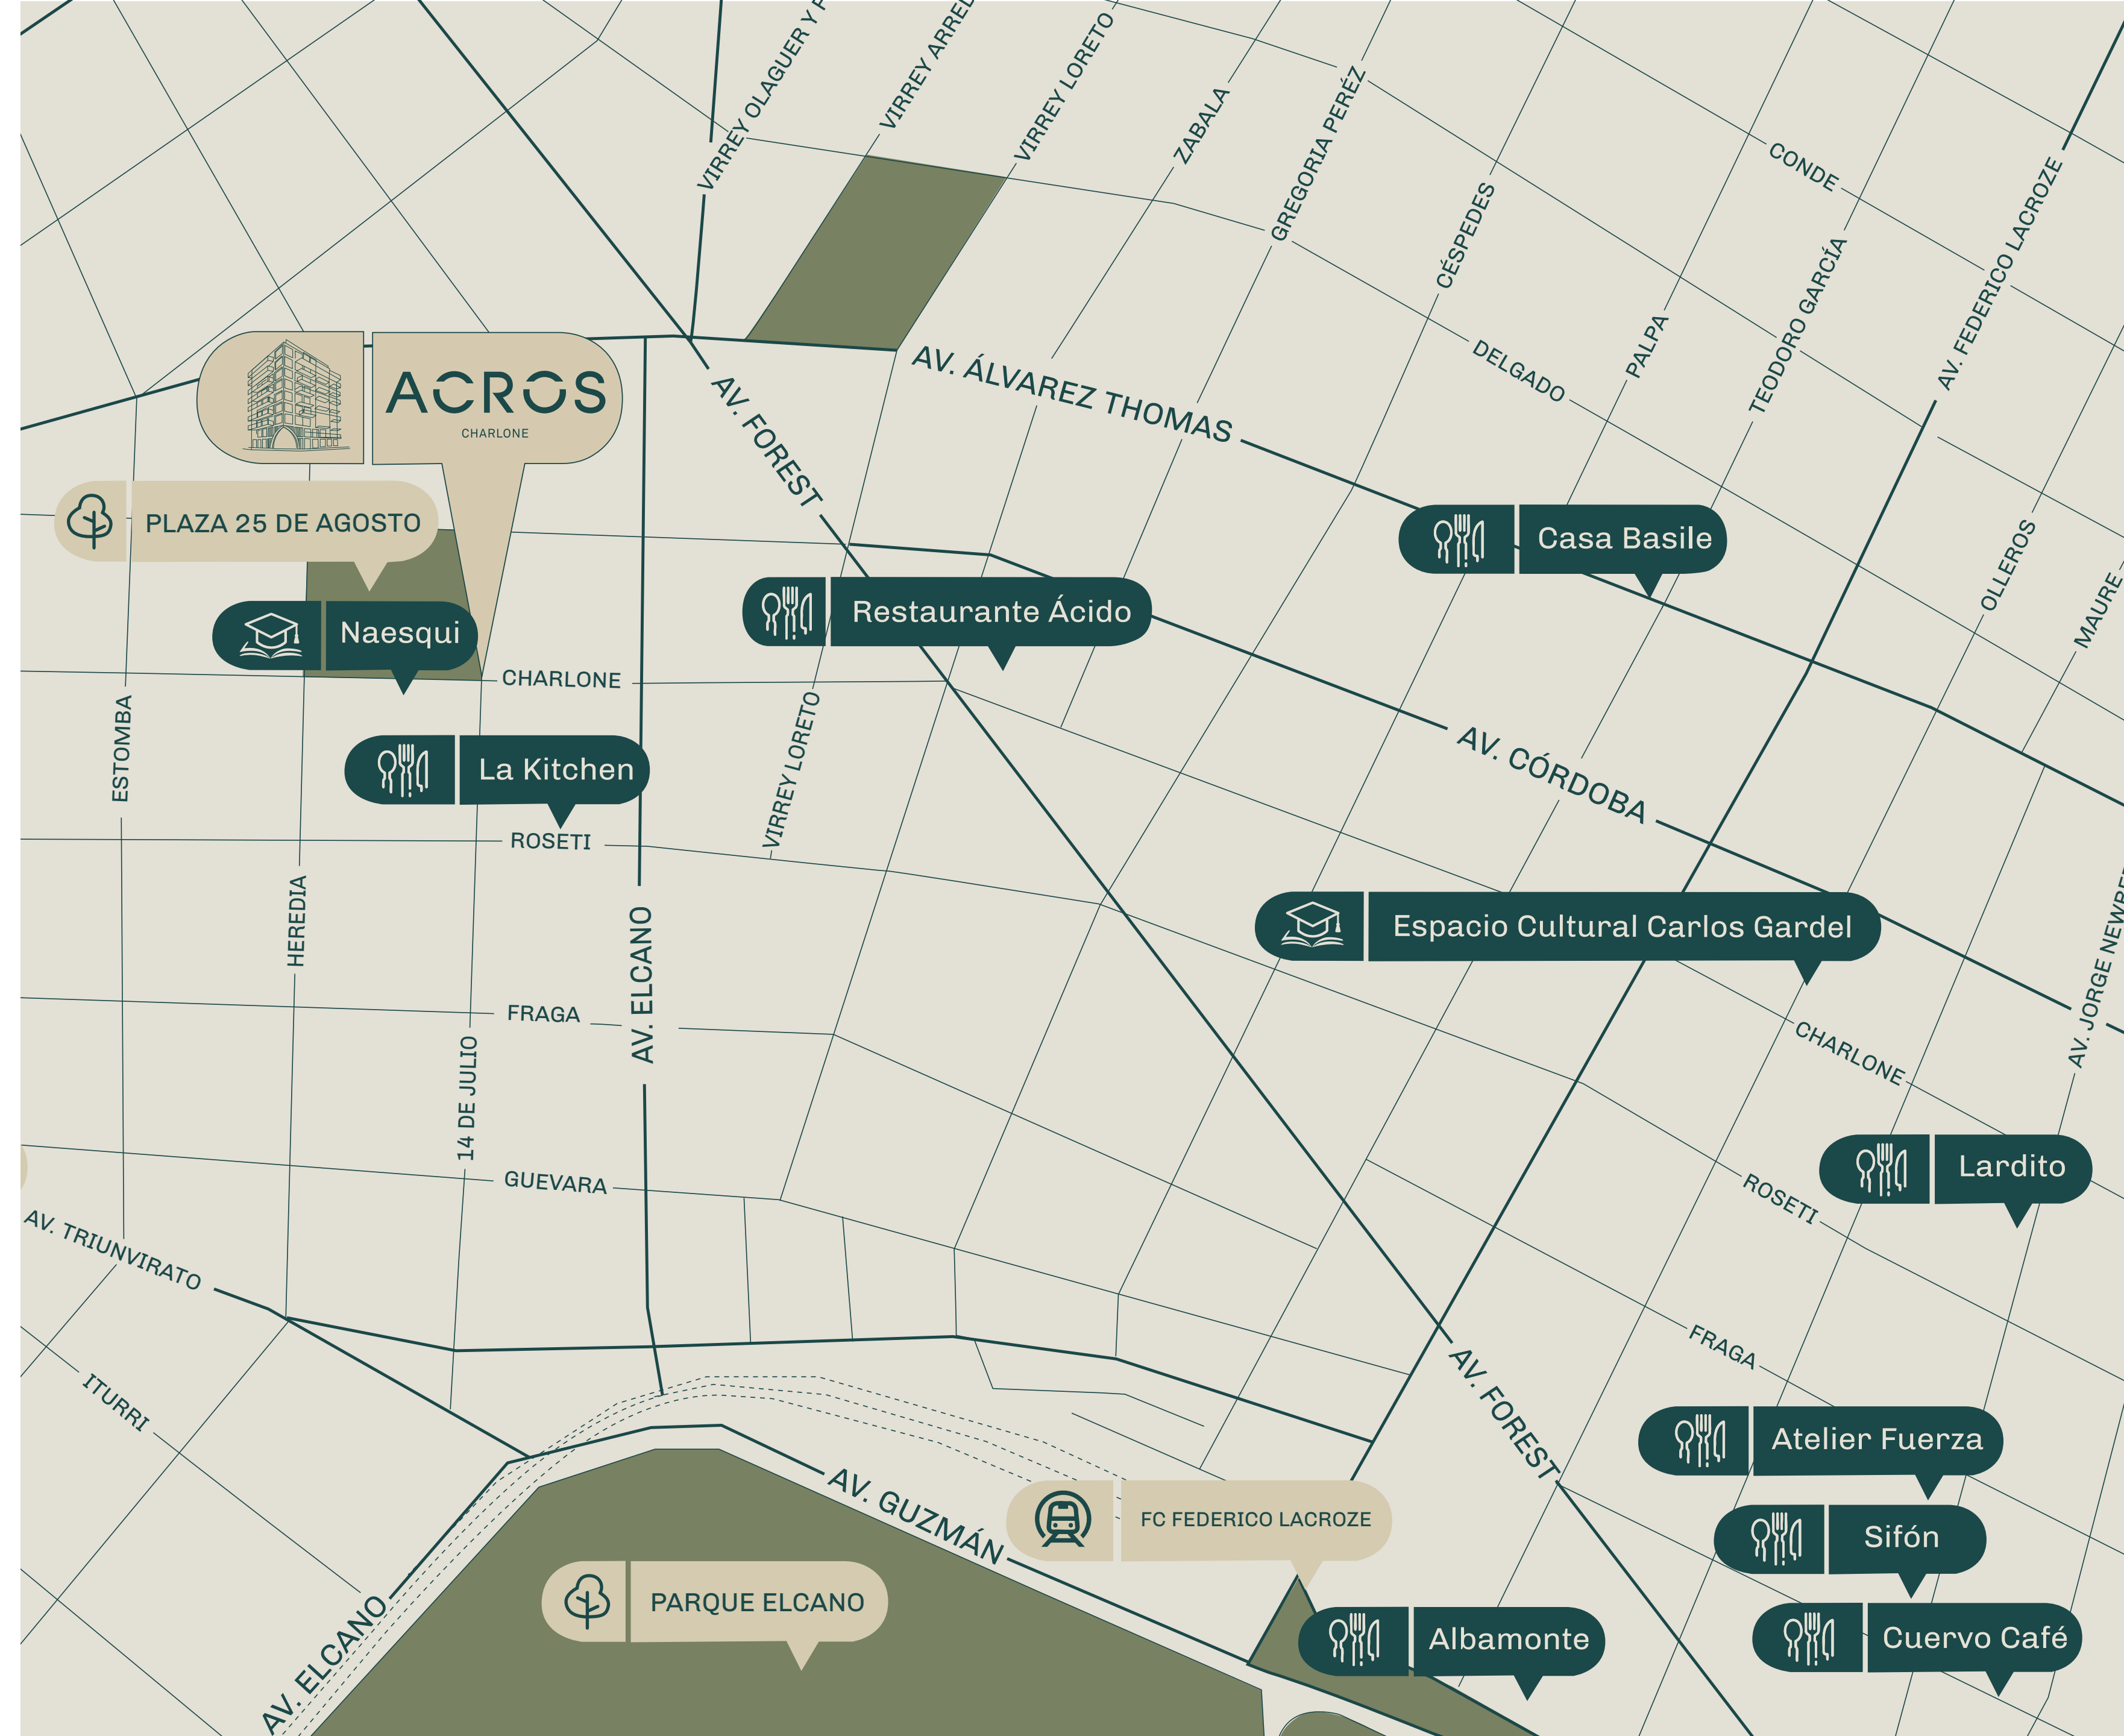 VIRREY OLAGUER Y
VIRREY ARRED
VIRREY LORETO
ZABALA
GREGORIA PERÉZ
CÉSPEDES
PALPA
TEODORO GARCÍA
CONDE
AV. FEDERICO LACROZE
DELGADO
AV. ÁLVAREZ THOMAS
AV. FOREST
ACROS
CHARLONE
PLAZA 25 DE AGOSTO
Casa Basile
OLLEROS
MAURE
Restaurante Ácido
Naesqui
CHARLONE
ESTOMBA
VIRREY LORETO
La Kitchen
AV. CÓRDOBA
ROSETI
HEREDIA
Espacio Cultural Carlos Gardel
AV. JORGE NEWBE
AV. ELCANO
FRAGA
CHARLONE
14 DE JULIO
GUEVARA
Lardito
ROSETI
AV. TRIUNVIRATO
FRAGA
ITURRI
AV. FOREST
Atelier Fuerza
AV. GUZMÁN
FC FEDERICO LACROZE
Sifón
PARQUE ELCANO
AV. ELCANO
Albamonte
Cuervo Café